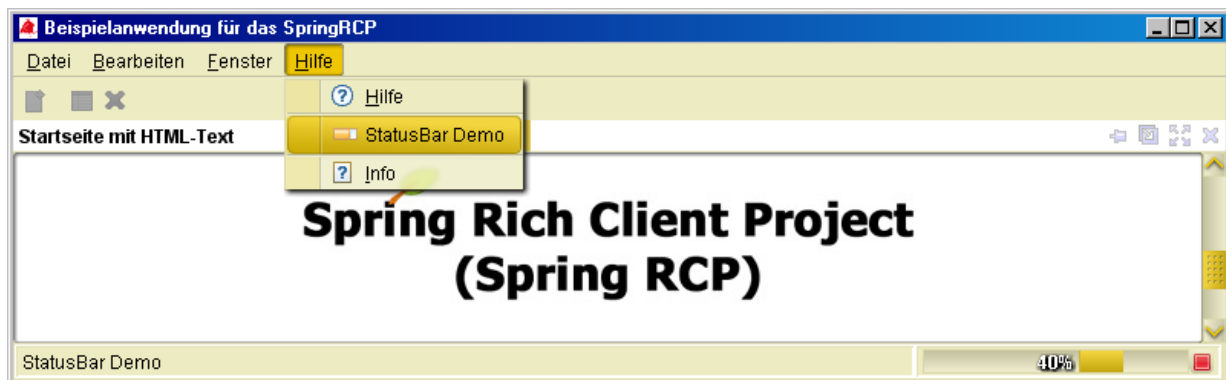 Beispielanwendung für das SpringRCP
Datei Bearbeiten Fenster Hilfe
Hilfe
StatusBar Demo
Info
Startseite mit HTML-Text
Spring Rich Client Project
(Spring RCP)
StatusBar Demo 40%